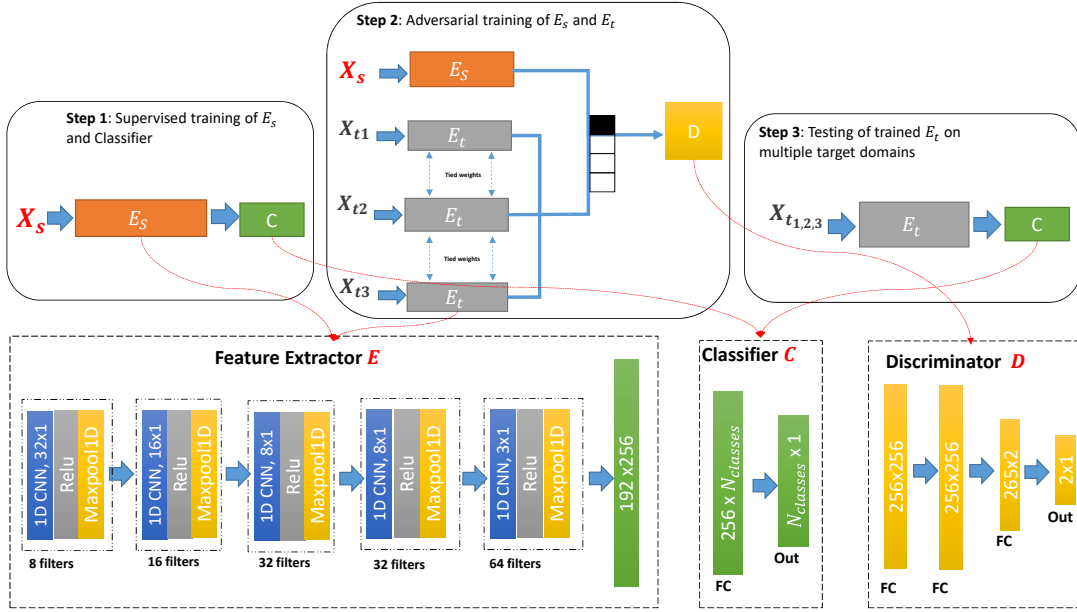 Step 1: Supervised training of E_s
and Classifier
X_s
E_S
C
Step 2: Adversarial training of E_s and E_t
X_s
E_S
X_t1
E_t
Tied weights
X_t2
E_t
Tied weights
X_t3
E_t
D
Step 3: Testing of trained E_t on
multiple target domains
X_t1,2,3
E_t
C
Feature Extractor E
1D CNN, 32x1
Relu
Maxpool1D
8 filters
1D CNN, 16x1
Relu
Maxpool1D
16 filters
1D CNN, 8x1
Relu
Maxpool1D
32 filters
1D CNN, 8x1
Relu
Maxpool1D
32 filters
1D CNN, 3x1
Relu
Maxpool1D
64 filters
192 x256
Classifier C
256 x N_classes
FC
N_classes x 1
Out
Discriminator D
256x256
FC
256x256
FC
265x2
FC
2x1
Out